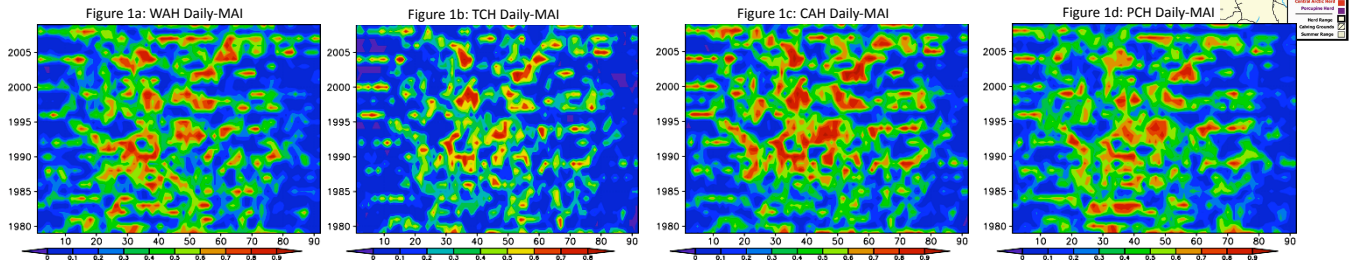 Figure 1a: WAH Daily-MAI
Figure 1b: TCH Daily-MAI
Figure 1c: CAH Daily-MAI
Figure 1d: PCH Daily-MAI
Central Arctic Herd
Porcupine Herd
Herd Range
Calving Grounds
Summer Range
2005
2000
1995
1990
1985
1980
10 20 30 40 50 60 70 80 90
0 0.1 0.2 0.3 0.4 0.5 0.6 0.7 0.8 0.9
2005
2000
1995
1990
1985
1980
10 20 30 40 50 60 70 80 90
0 0.1 0.2 0.3 0.4 0.5 0.6 0.7 0.8
2005
2000
1995
1990
1985
1980
10 20 30 40 50 60 70 80 90
0 0.1 0.2 0.3 0.4 0.5 0.6 0.7 0.8 0.9
2005
2000
1995
1990
1985
1980
10 20 30 40 50 60 70 80 90
0 0.1 0.2 0.3 0.4 0.5 0.6 0.7 0.8 0.9